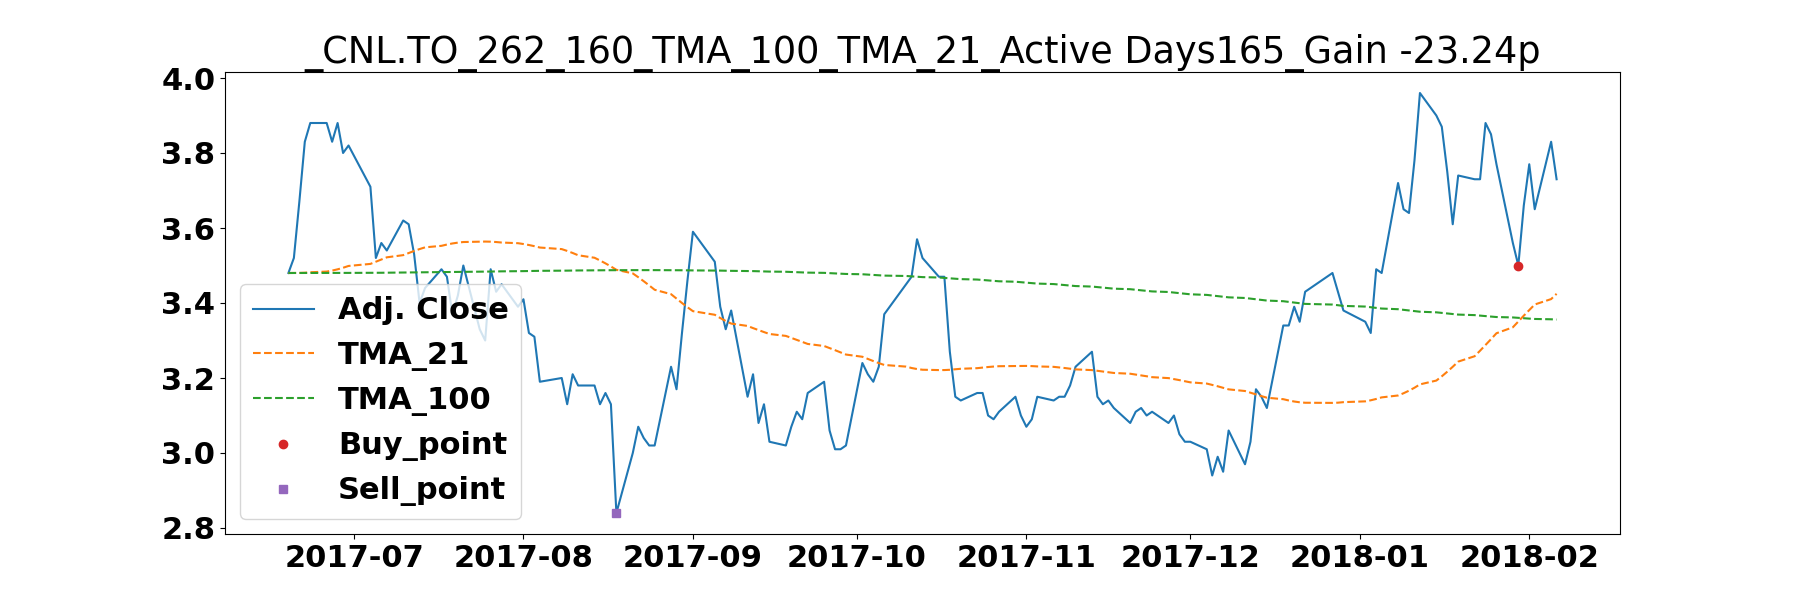 _CNL.TO_262_160_TMA_100_TMA_21_Active Days165_Gain -23.24p
4.0
3.8
3.6
3.4
3.2
3.0
2.8
Adj. Close
TMA_21
TMA_100
Buy_point
Sell_point
2017-07 2017-08 2017-09 2017-10 2017-11 2017-12 2018-01 2018-02